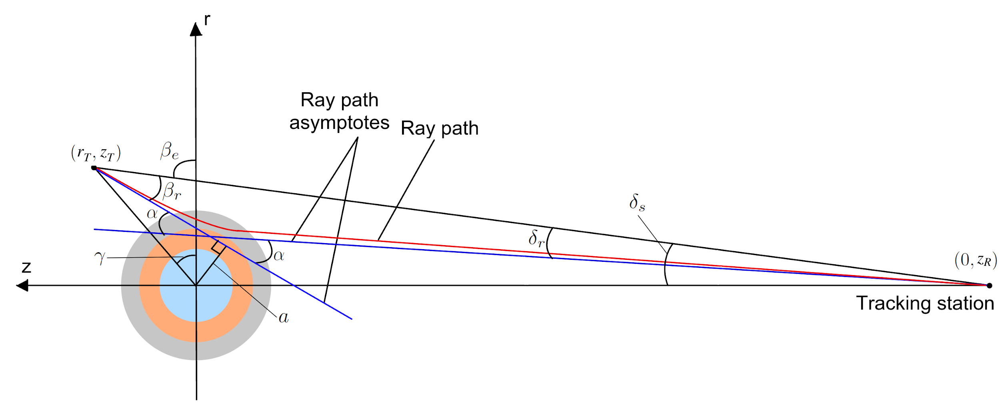 r
Ray path
asymptotes
Ray path
(r_T, z_T)
β_e
β_r
α
δ_s
δ_r
γ
α
z
(0, z_R)
Tracking station
a